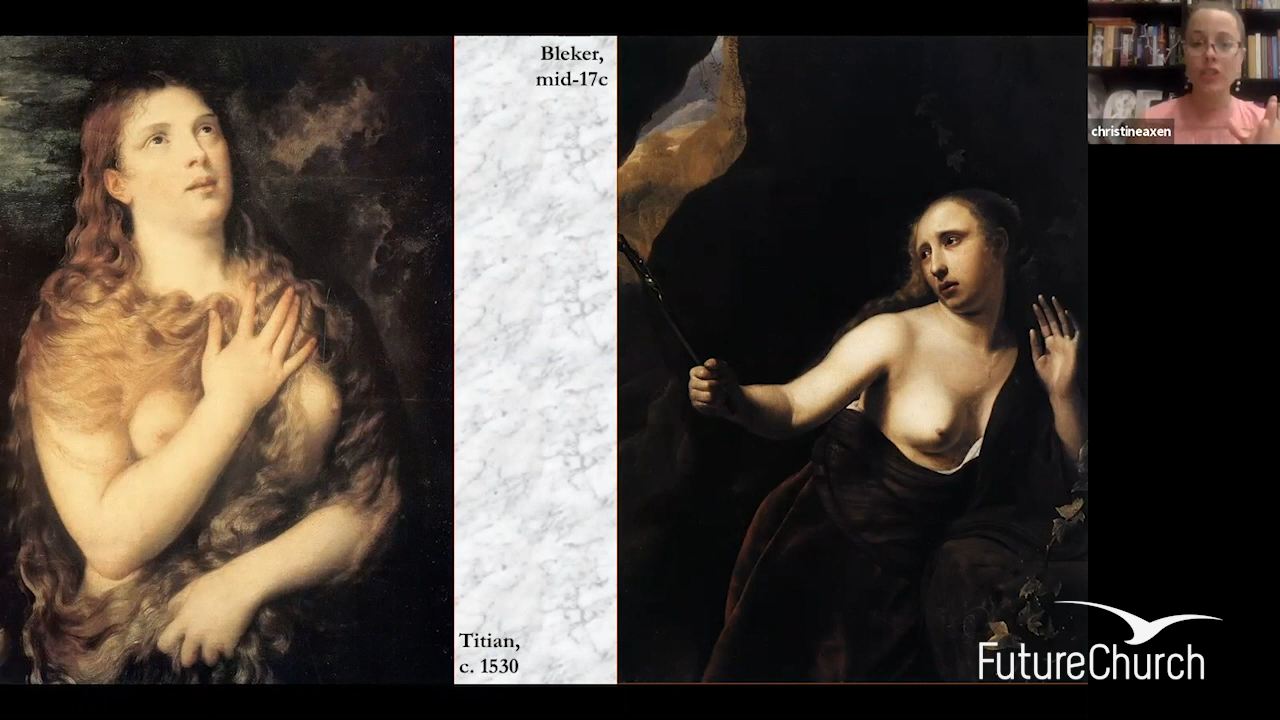 Bleker,
mid-17c
christineaxen
Titian,
c. 1530
FutureChurch